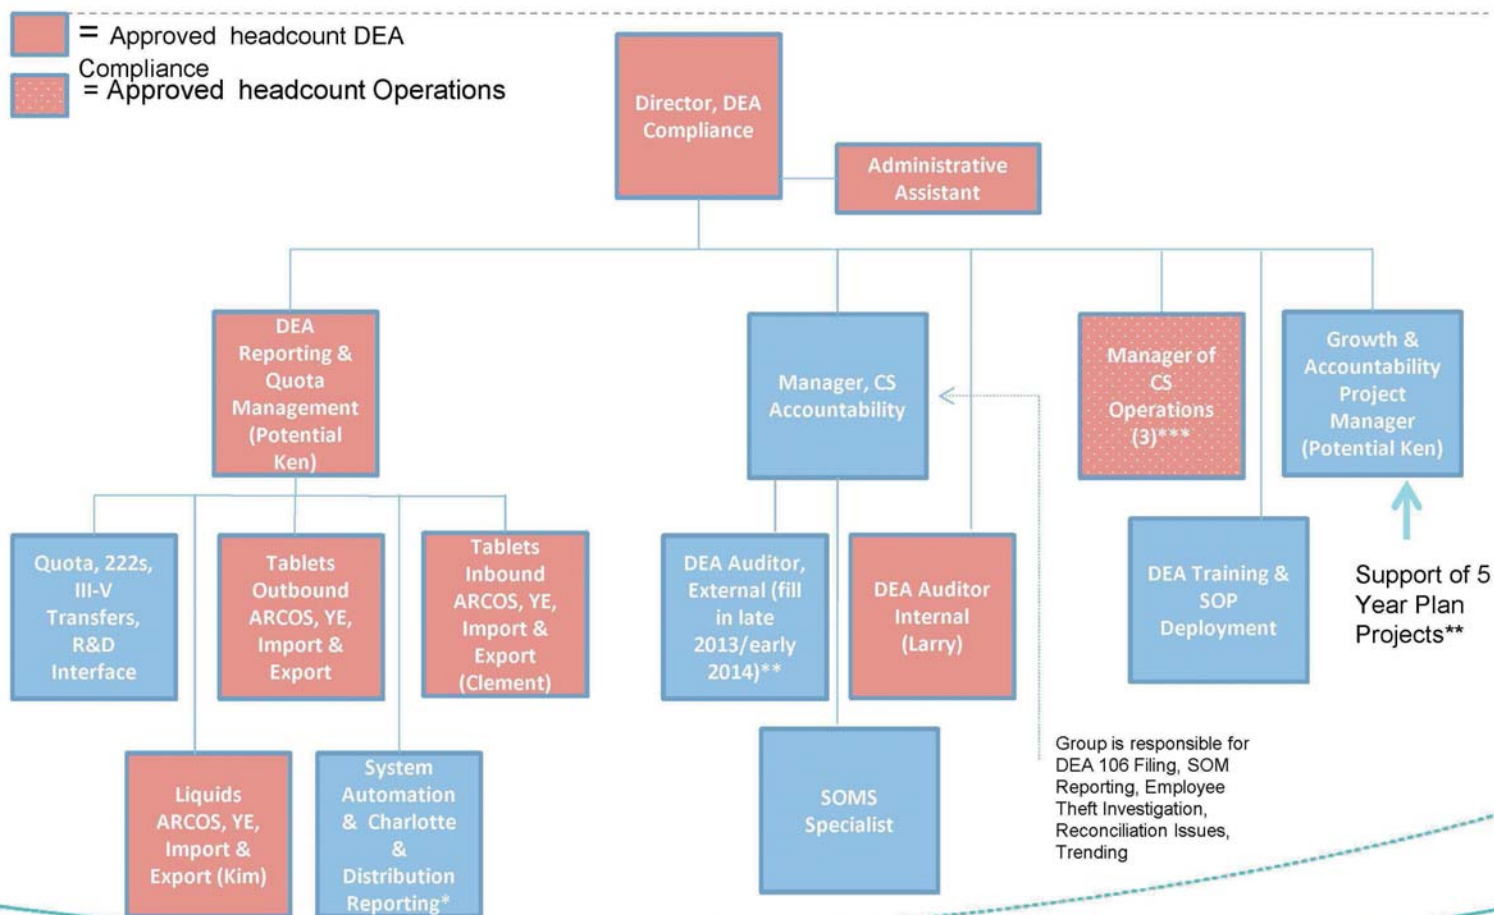 = Approved headcount DEA
Compliance
= Approved headcount Operations
Director, DEA
Compliance
Administrative
Assistant
DEA
Reporting &
Quota
Management
(Potential
Ken)
Manager, CS
Accountability
Manager of
CS
Operations
(3)***
Growth &
Accountability
Project
Manager
(Potential Ken)
Quota, 222s,
III-V
Transfers,
R&D
Interface
Tablets
Outbound
ARCOS, YE,
Import &
Export
Tablets
Inbound
ARCOS, YE,
Import &
Export
(Clement)
DEA Auditor,
External (fill
in late
2013/early
2014)**
DEA Auditor
Internal
(Larry)
DEA Training &
SOP
Deployment
Support of 5
Year Plan
Projects**
Liquids
ARCOS, YE,
Import &
Export (Kim)
System
Automation
& Charlotte
&
Distribution
Reporting*
SOMS
Specialist
Group is responsible for
DEA 106 Filing, SOM
Reporting, Employee
Theft Investigation,
Reconciliation Issues,
Trending